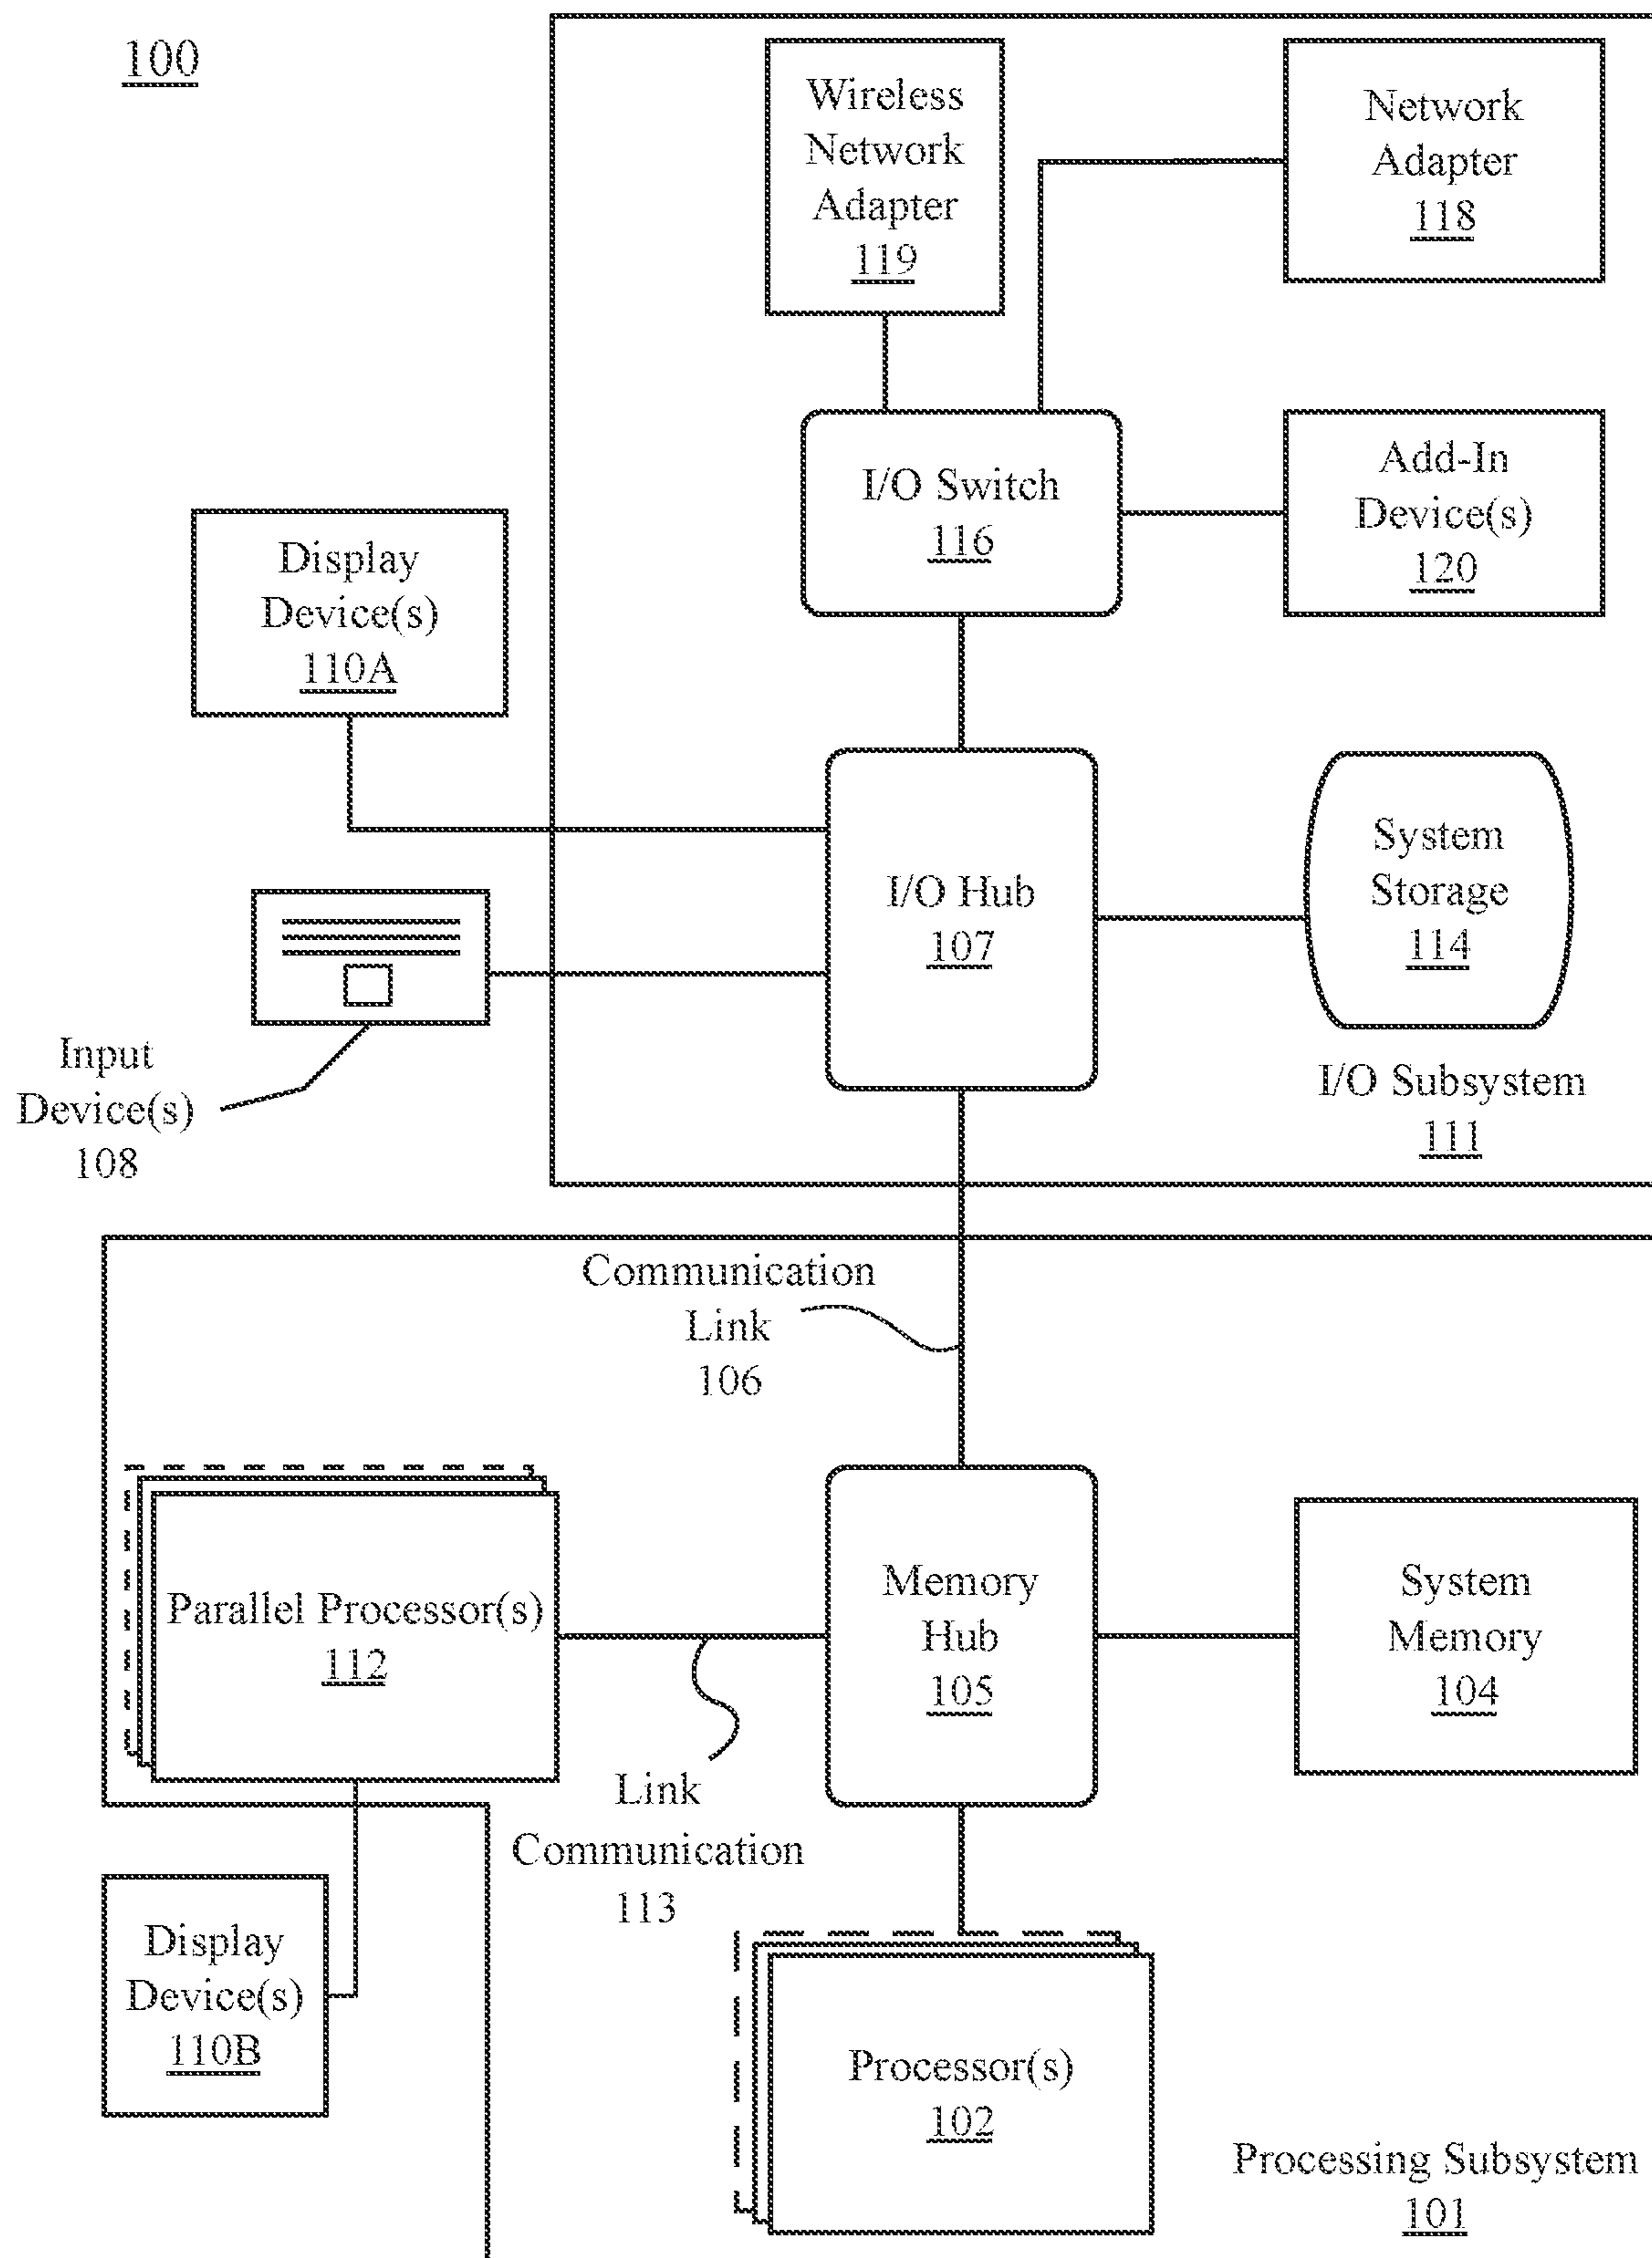 100
Wireless
Network
Adapter
119
Network
Adapter
118
I/O Switch
116
Add-In
Device(s)
120
Display
Device(s)
110A
I/O Hub
107
System
Storage
114
Input
Device(s)
108
I/O Subsystem
111
Communication
Link
106
Parallel Processor(s)
112
Memory
Hub
105
System
Memory
104
Link
Communication
113
Display
Device(s)
110B
Processor(s)
102
Processing Subsystem
101